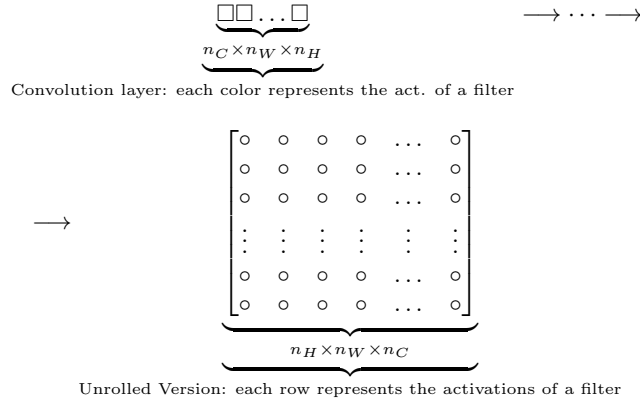 □□…□ ⟶ ⋯ ⟶
n_C×n_W×n_H
Convolution layer: each color represents the act. of a filter
⟶
∘ ∘ ∘ ∘ … ∘
∘ ∘ ∘ ∘ … ∘
∘ ∘ ∘ ∘ … ∘
⋮ ⋮ ⋮ ⋮ ⋮ ⋮
∘ ∘ ∘ ∘ … ∘
∘ ∘ ∘ ∘ … ∘
n_H×n_W×n_C
Unrolled Version: each row represents the activations of a filter